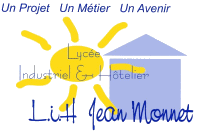 Un Projet Un Métier Un Avenir
Lycée
Industriel & Hôtelier
L.i.H Jean Monnet